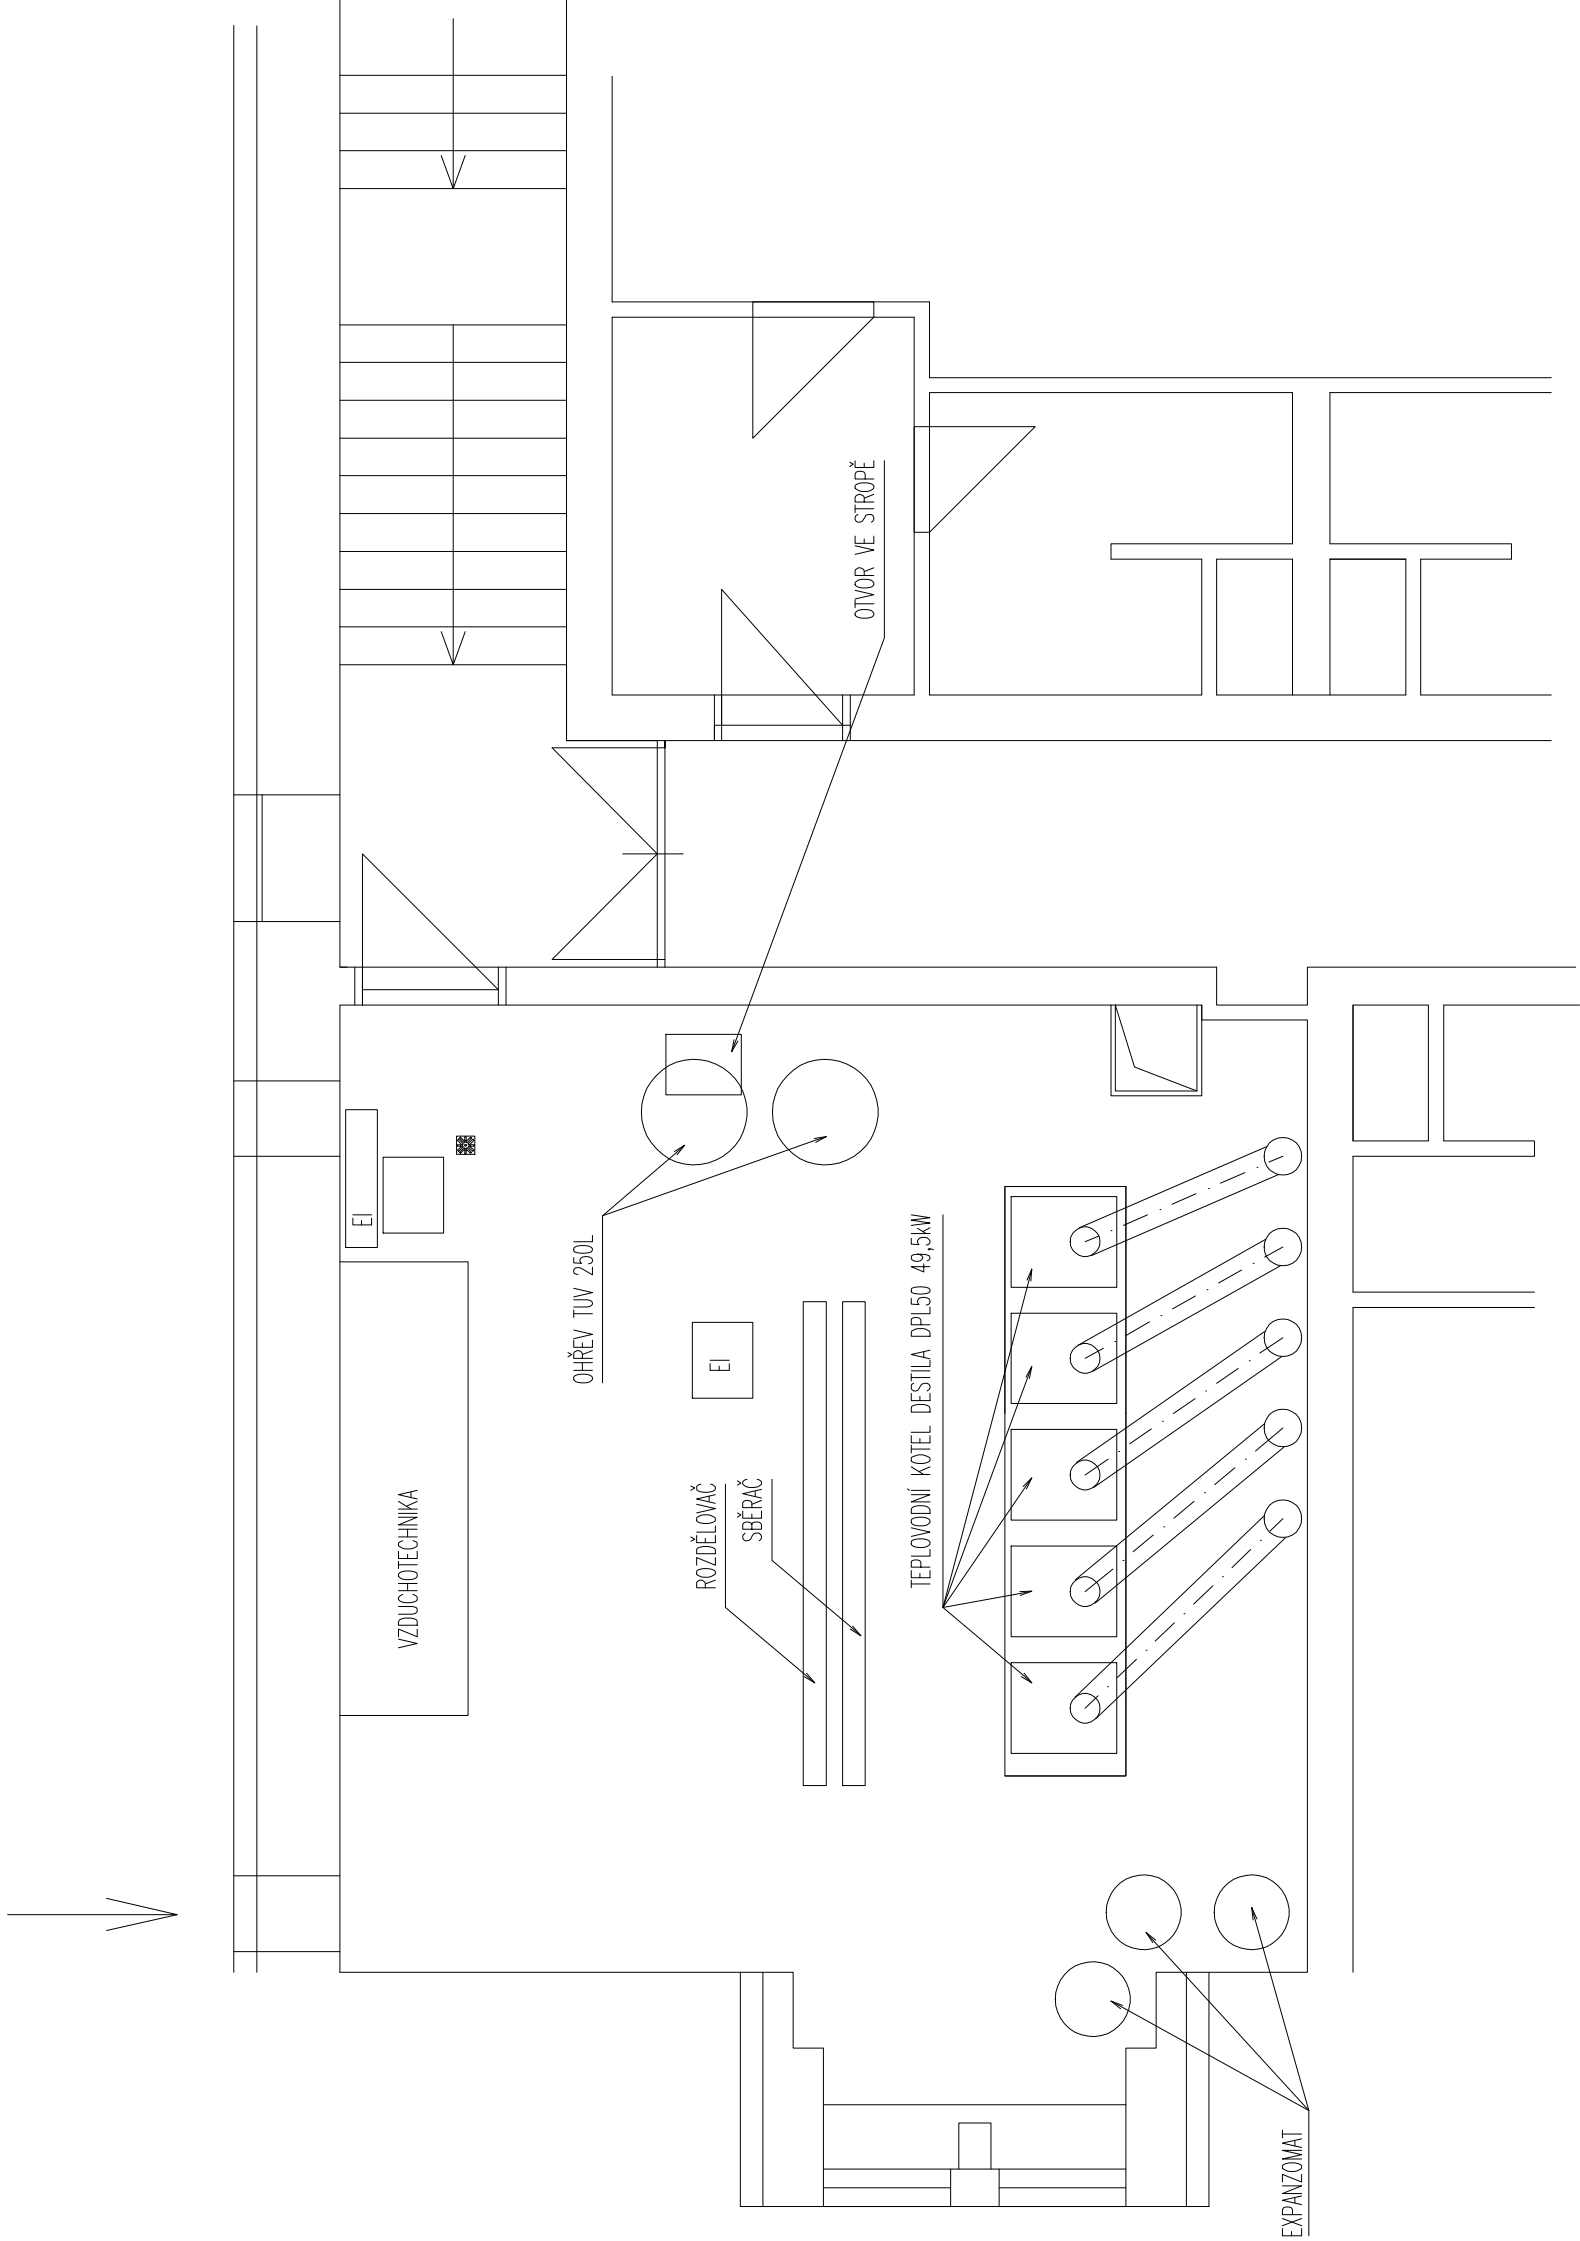 OTVOR VE STROPĚ
EI
OHŘEV TUV 250L
EI
TEPLOVODNÍ KOTEL DESTILA DPL50 49,5kW
VZDUCHOTECHNIKA
ROZDĚLOVAČ
SBĚRAČ
EXPANZOMAT